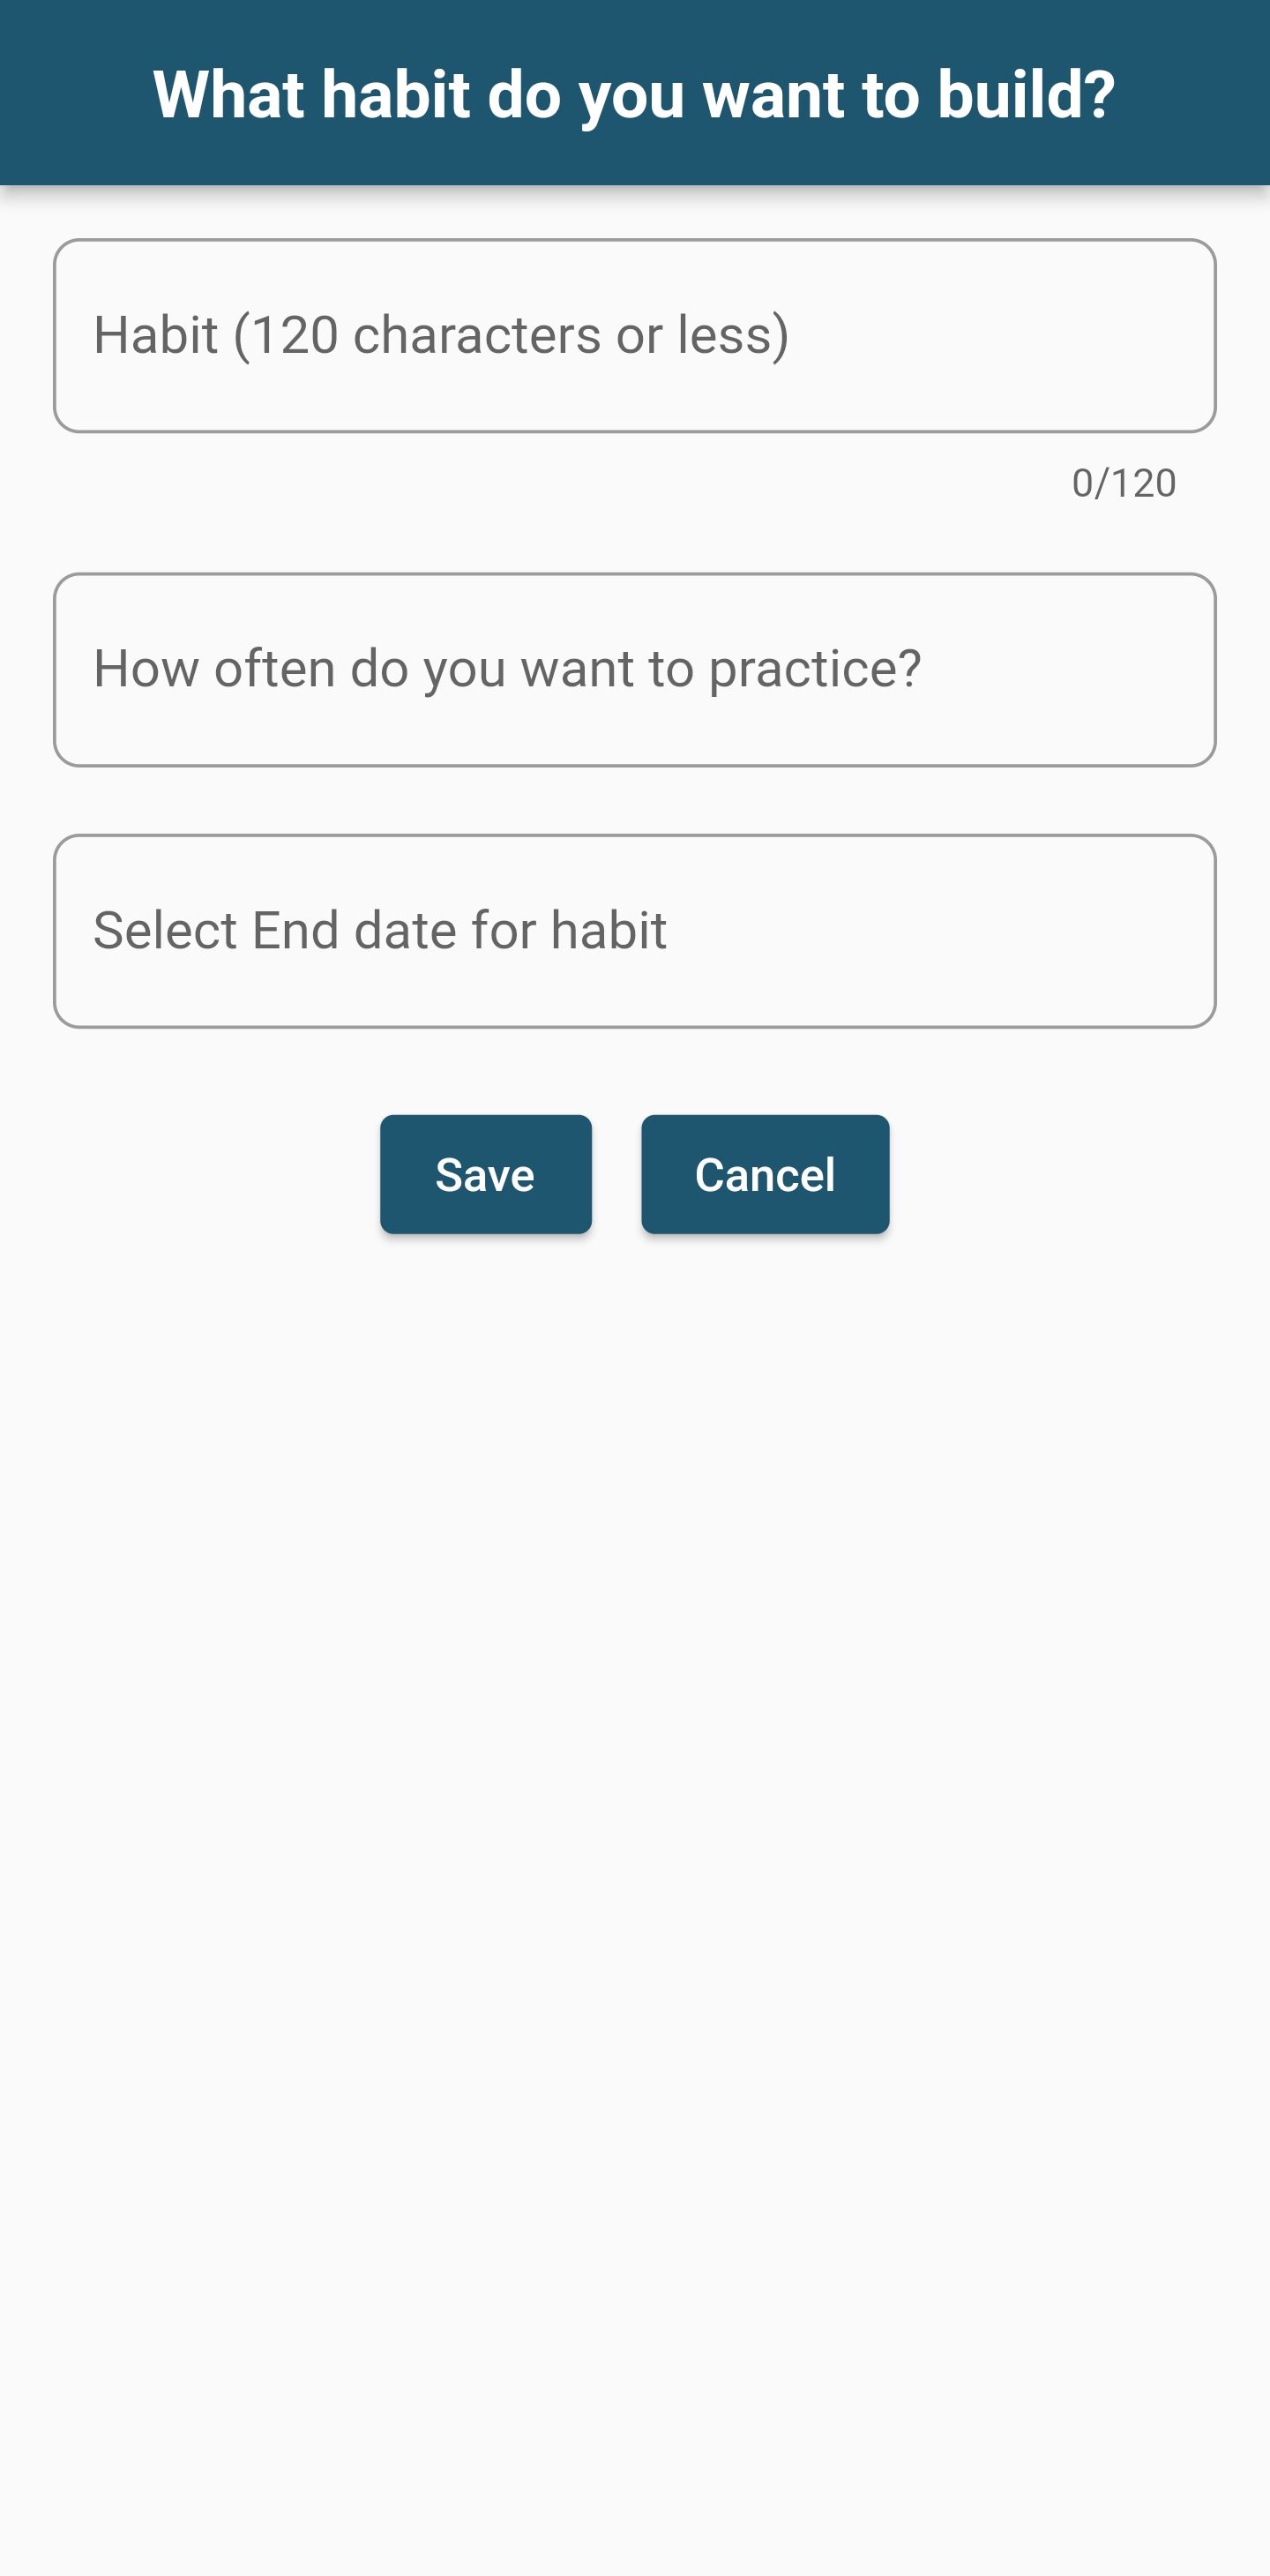 What habit do you want to build?
Habit (120 characters or less)
0/120
How often do you want to practice?
Select End date for habit
Save
Cancel